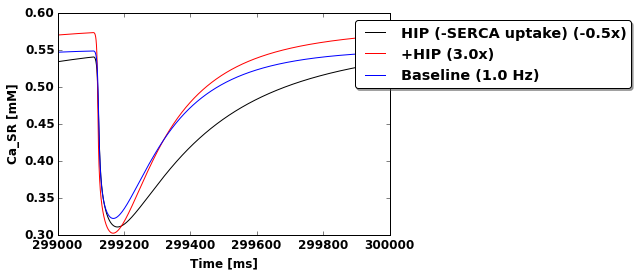 0.60
0.55
0.50
0.45
0.40
0.35
0.30
Ca_SR [mM]
299000 299200 299400 299600 299800 300000
Time [ms]
HIP (-SERCA uptake) (-0.5x)
+HIP (3.0x)
Baseline (1.0 Hz)